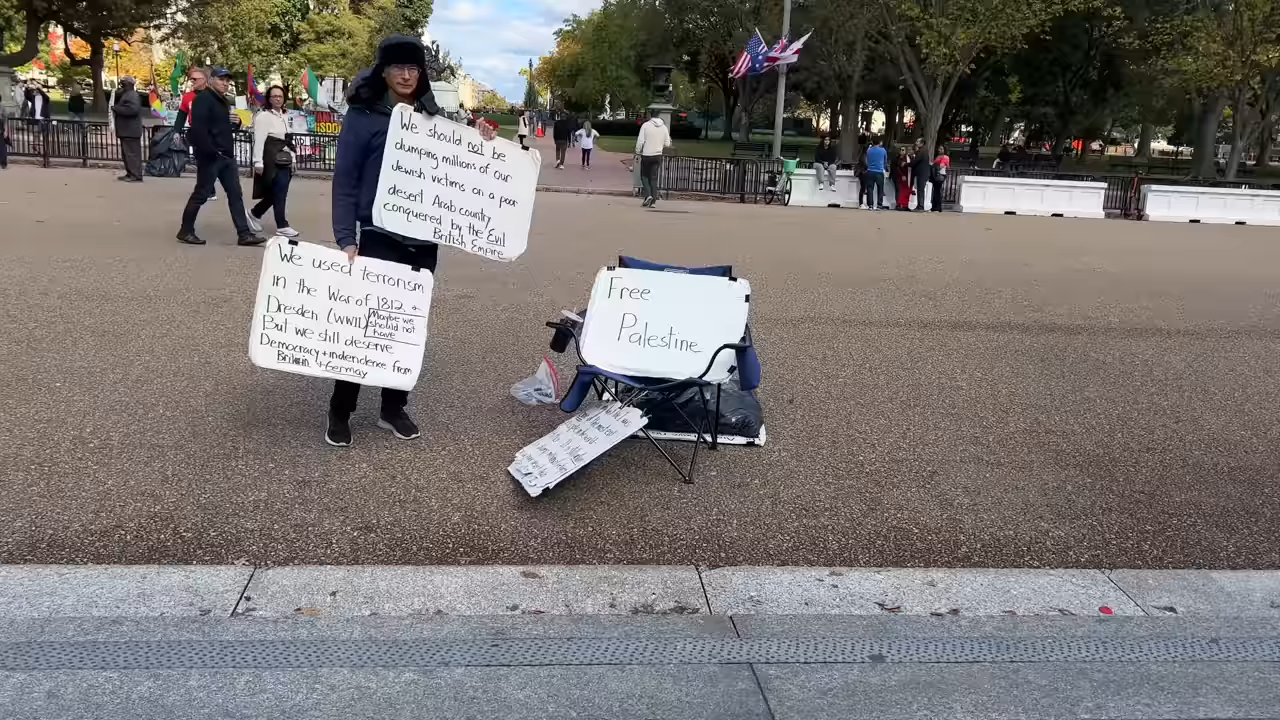 We should not be
dumping millions of our
Jewish victims on a poor
desert Arab country
conquered by the Evil
British Empire
We used terrorism
in the War of 1812 +
Dresden (WWII)
Maybe we
should not
have
But we still deserve
Democracy + indendence from
Britain + Germay
Free
Palestine